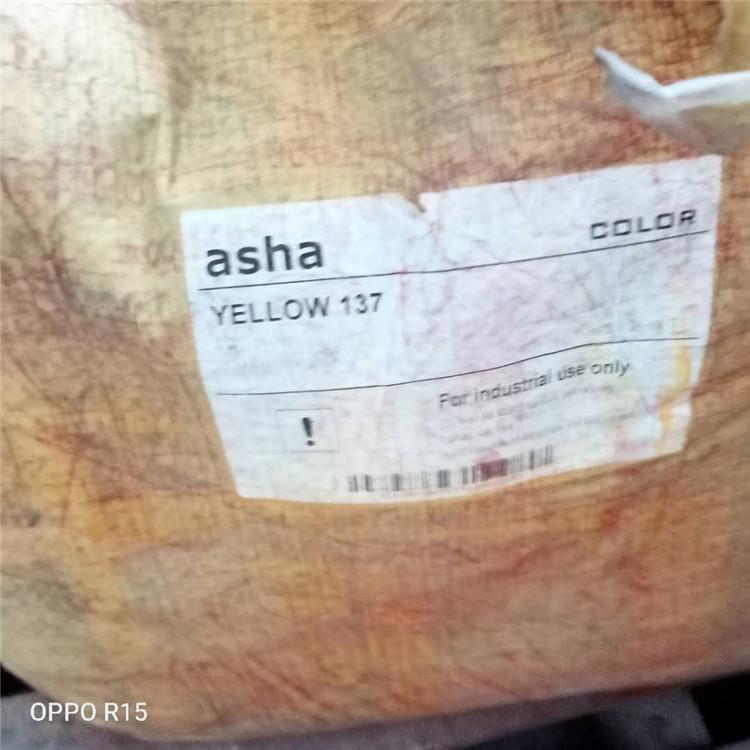 asha
COLOR
YELLOW 137
For industrial use only
!
OPPO R15